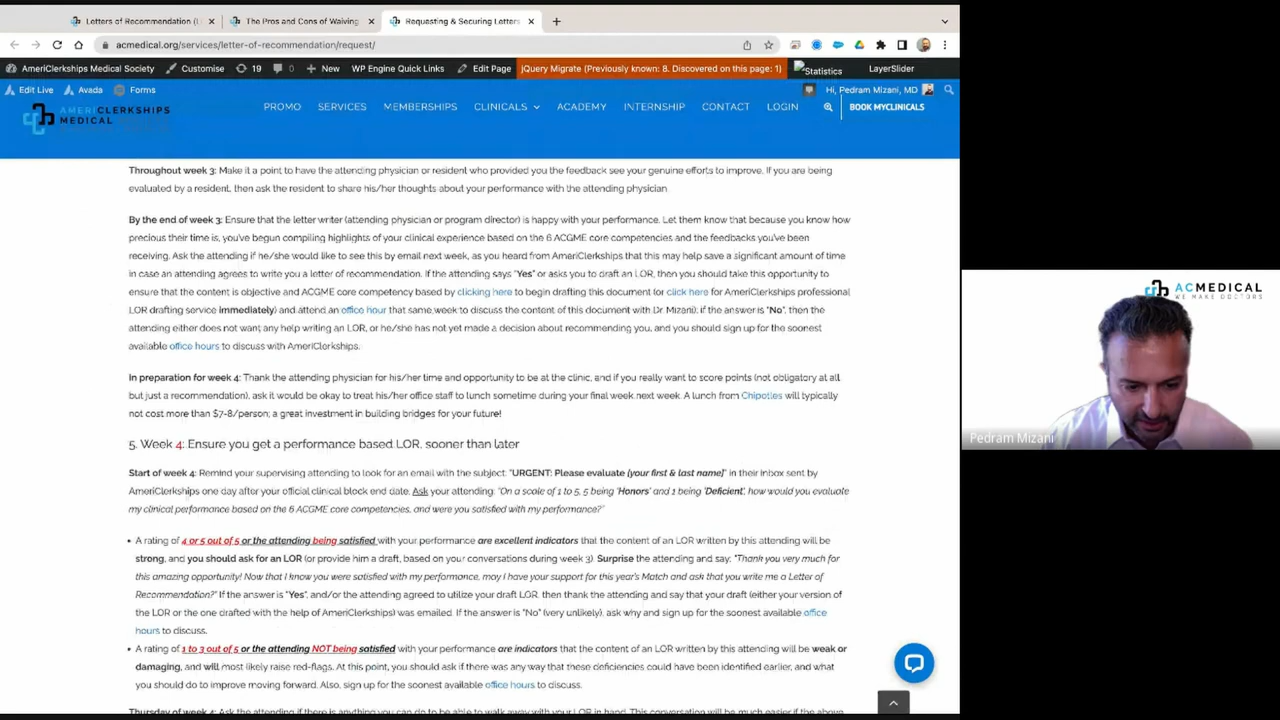 Letters of Recommendation (L
The Pros and Cons of Waiving
Requesting & Securing Letters
acmedical.org/services/letter-of-recommendation/request/
AmeriClerkships Medical Society
Customise
19
0
New
WP Engine Quick Links
Edit Page
jQuery Migrate (Previously known: 8. Discovered on this page: 1)
Statistics
LayerSlider
Edit Live
Avada
Forms
Hi, Pedram Mizani, MD
AMERICLERKSHIPS
MEDICAL
PROMO
SERVICES
MEMBERSHIPS
CLINICALS
ACADEMY
INTERNSHIP
CONTACT
LOGIN
BOOK MYCLINICALS
Throughout week 3: Make it a point to have the attending physician or resident who provided you the feedback see your genuine efforts to improve. If you are being
evaluated by a resident, then ask the resident to share his/her thoughts about your performance with the attending physician
By the end of week 3: Ensure that the letter writer (attending physician or program director) is happy with your performance. Let them know that because you know how
precious their time is, you've begun compiling highlights of your clinical experience based on the 6 ACGME core competencies and the feedbacks you've been
receiving. Ask the attending if he/she would like to see this by email next week, as you heard from AmeriClerkships that this may help save a significant amount of time
in case an attending agrees to write you a letter of recommendation. If the attending says "Yes" or asks you to draft an LOR, then you should take this opportunity to
ensure that the content is objective and ACGME core competency based by clicking here to begin drafting this document (or click here for AmeriClerkships professional
LOR drafting service immediately) and attend an office hour that same week to discuss the content of this document with Dr Mizani); if the answer is "No", then the
attending either does not want any help writing an LOR, or he/she has not yet made a decision about recommending you, and you should sign up for the soonest
available office hours to discuss with AmeriClerkships.
In preparation for week 4: Thank the attending physician for his/her time and opportunity to be at the clinic, and if you really want to score points (not obligatory at all
but just a recommendation), ask it would be okay to treat his/her office staff to lunch sometime during your final week next week. A lunch from Chipotles will typically
not cost more than $7-8/person; a great investment in building bridges for your future!
5. Week 4: Ensure you get a performance based LOR, sooner than later
Start of week 4: Remind your supervising attending to look for an email with the subject: "URGENT: Please evaluate [your first & last name]" in their inbox sent by
AmeriClerkships one day after your official clinical block end date. Ask your attending: "On a scale of 1 to 5, 5 being 'Honors' and 1 being 'Deficient', how would you evaluate
my clinical performance based on the 6 ACGME core competencies, and were you satisfied with my performance?"
• A rating of 4 or 5 out of 5 or the attending being satisfied with your performance are excellent indicators that the content of an LOR written by this attending will be
strong, and you should ask for an LOR (or provide him a draft, based on your conversations during week 3). Surprise the attending and say: "Thank you very much for
this amazing opportunity! Now that I know you were satisfied with my performance, may I have your support for this year's Match and ask that you write me a Letter of
Recommendation?" If the answer is "Yes", and/or the attending agreed to utilize your draft LOR, then thank the attending and say that your draft (either your version of
the LOR or the one drafted with the help of AmeriClerkships) was emailed. If the answer is "No" (very unlikely), ask why and sign up for the soonest available office
hours to discuss.
• A rating of 1 to 3 out of 5 or the attending NOT being satisfied with your performance are indicators that the content of an LOR written by this attending will be weak or
damaging, and will most likely raise red-flags. At this point, you should ask if there was any way that these deficiencies could have been identified earlier, and what
you should do to improve moving forward. Also, sign up for the soonest available office hours to discuss.
Thursday of week 4: Ask the attending if there is anything you can do to be able to walk away with your LOR in hand. This conversation will be much easier if the above
ACMEDICAL
WE MAKE DOCTORS
Pedram Mizani